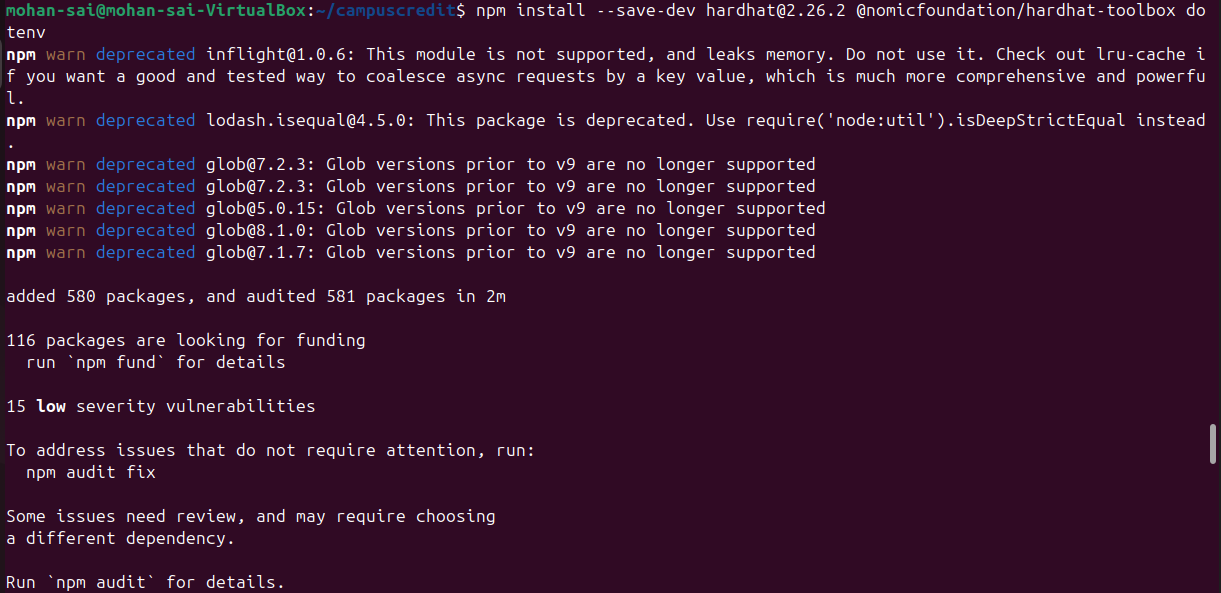 mohan-sai@mohan-sai-VirtualBox:~/campuscredit$ npm install --save-dev hardhat@2.26.2 @nomicfoundation/hardhat-toolbox do
tenv
npm warn deprecated inflight@1.0.6: This module is not supported, and leaks memory. Do not use it. Check out lru-cache i
f you want a good and tested way to coalesce async requests by a key value, which is much more comprehensive and powerfu
l.
npm warn deprecated lodash.isequal@4.5.0: This package is deprecated. Use require('node:util').isDeepStrictEqual instead
.
npm warn deprecated glob@7.2.3: Glob versions prior to v9 are no longer supported
npm warn deprecated glob@7.2.3: Glob versions prior to v9 are no longer supported
npm warn deprecated glob@5.0.15: Glob versions prior to v9 are no longer supported
npm warn deprecated glob@8.1.0: Glob versions prior to v9 are no longer supported
npm warn deprecated glob@7.1.7: Glob versions prior to v9 are no longer supported
added 580 packages, and audited 581 packages in 2m
116 packages are looking for funding
run `npm fund` for details
15 low severity vulnerabilities
To address issues that do not require attention, run:
npm audit fix
Some issues need review, and may require choosing
a different dependency.
Run `npm audit` for details.